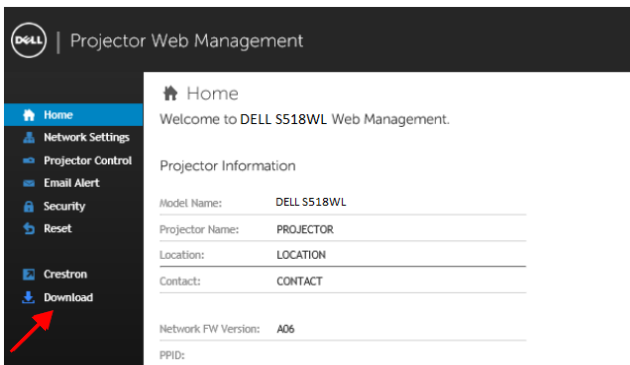 DELL | Projector Web Management
Home
Welcome to DELL S518WL Web Management.
Home
Network Settings
Projector Control
Email Alert
Security
Reset
Crestron
Download
Projector Information
Model Name: DELL S518WL
Projector Name: PROJECTOR
Location: LOCATION
Contact: CONTACT
Network FW Version: A06
PPID: